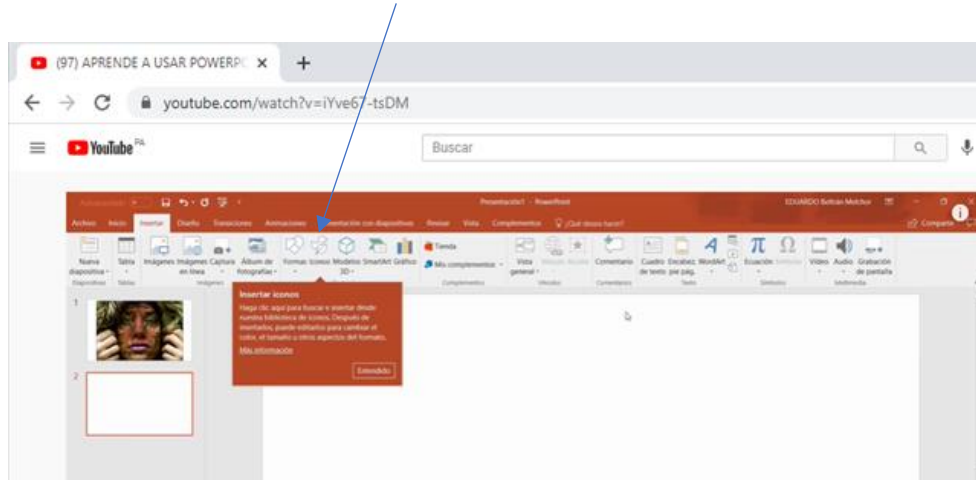 (97) APRENDE A USAR POWERPO
youtube.com/watch?v=iYve67-tsDM
YouTube PA
Buscar
Presentación1 - PowerPoint
EDUARDO Beltran Melchor
Archivo Inicio Insertar Diseño Transiciones Animaciones Presentación con diapositivas Revisar Vista Complementos ¿Qué desea hacer?
Compartir
Nueva diapositiva
Tabla
Imágenes
Imágenes en línea
Captura
Álbum de fotografías
Formas
Iconos
Modelos 3D
SmartArt
Gráfico
Tienda
Mis complementos
Vista general
Comentario
Cuadro de texto
Encabez. pie pág.
WordArt
Ecuación
Símbolo
Vídeo
Audio
Grabación de pantalla
Diapositivas
Tablas
Imágenes
Complementos
Vínculos
Comentarios
Texto
Símbolos
Multimedia
1
2
Insertar iconos
Haga clic aquí para buscar e insertar desde
nuestra biblioteca de iconos. Después de
insertarlos, puede editarlos para cambiar el
color, el tamaño u otros aspectos del formato.
Más información
Entendido